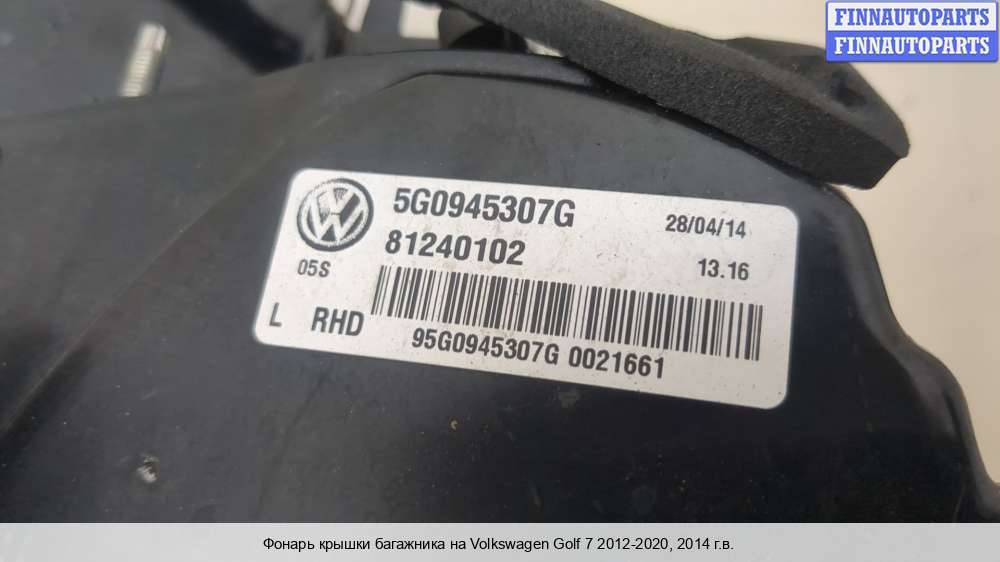 FINNAUTOPARTS
FINNAUTOPARTS
5G0945307G
28/04/14
81240102
13.16
05S
L RHD
95G0945307G 0021661
Фонарь крышки багажника на Volkswagen Golf 7 2012-2020, 2014 г.в.